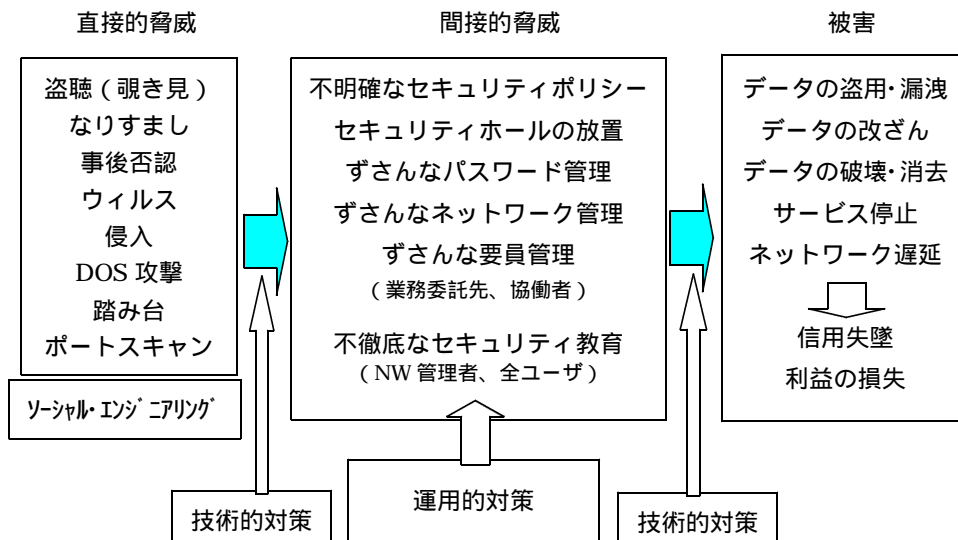 直接的脅威
盗聴（覗き見）
なりすまし
事後否認
ウィルス
侵入
DOS 攻撃
踏み台
ポートスキャン
ｿｰｼｬﾙ･ｴﾝｼﾞﾆｱﾘﾝｸﾞ
技術的対策
間接的脅威
不明確なセキュリティポリシー
セキュリティホールの放置
ずさんなパスワード管理
ずさんなネットワーク管理
ずさんな要員管理
（業務委託先、協働者）
不徹底なセキュリティ教育
（NW 管理者、全ユーザ）
運用的対策
技術的対策
被害
データの盗用･漏洩
データの改ざん
データの破壊･消去
サービス停止
ネットワーク遅延
信用失墜
利益の損失